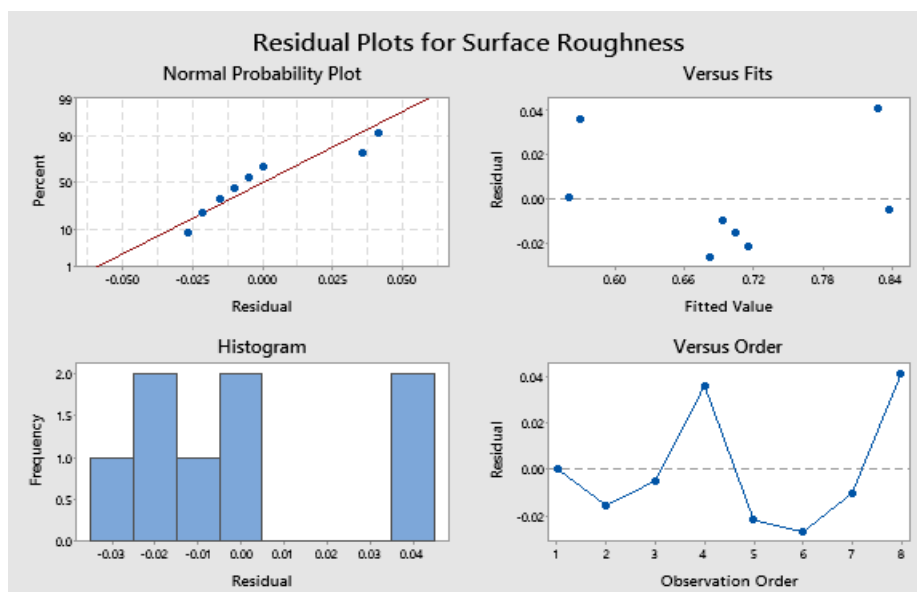 Residual Plots for Surface Roughness
Normal Probability Plot
99
90
50
10
1
Percent
-0.050 -0.025 0.000 0.025 0.050
Residual
Versus Fits
0.04
0.02
0.00
-0.02
Residual
0.60 0.66 0.72 0.78 0.84
Fitted Value
Histogram
2.0
1.5
1.0
0.5
0.0
Frequency
-0.03 -0.02 -0.01 0.00 0.01 0.02 0.03 0.04
Residual
Versus Order
0.04
0.02
0.00
-0.02
Residual
1 2 3 4 5 6 7 8
Observation Order